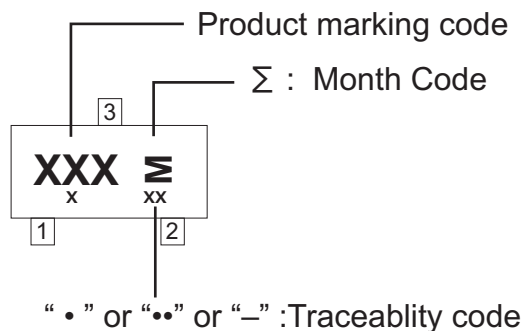 Product marking code
Σ : Month Code
3
XXX Σ
x xx
1 2
“ • ” or “••” or “–” :Traceablity code